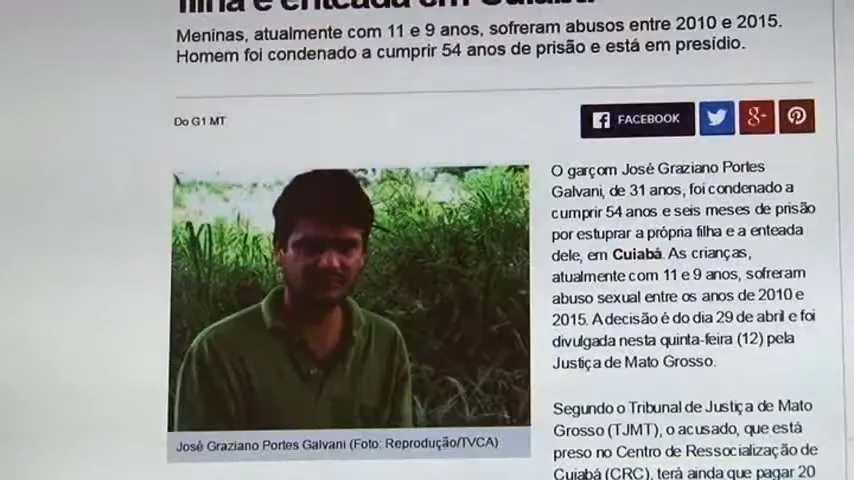 filha e enteada em Cuiabá.
Meninas, atualmente com 11 e 9 anos, sofreram abusos entre 2010 e 2015.
Homem foi condenado a cumprir 54 anos de prisão e está em presídio.
Do G1 MT
f FACEBOOK
g+
O garçom José Graziano Portes
Galvani, de 31 anos, foi condenado a
cumprir 54 anos e seis meses de prisão
por estuprar a própria filha e a enteada
dele, em Cuiabá. As crianças,
atualmente com 11 e 9 anos, sofreram
abuso sexual entre os anos de 2010 e
2015. A decisão é do dia 29 de abril e foi
divulgada nesta quinta-feira (12) pela
Justiça de Mato Grosso.
José Graziano Portes Galvani (Foto: Reprodução/TVCA)
Segundo o Tribunal de Justiça de Mato
Grosso (TJMT), o acusado, que está
preso no Centro de Ressocialização de
Cuiabá (CRC), terá ainda que pagar 20